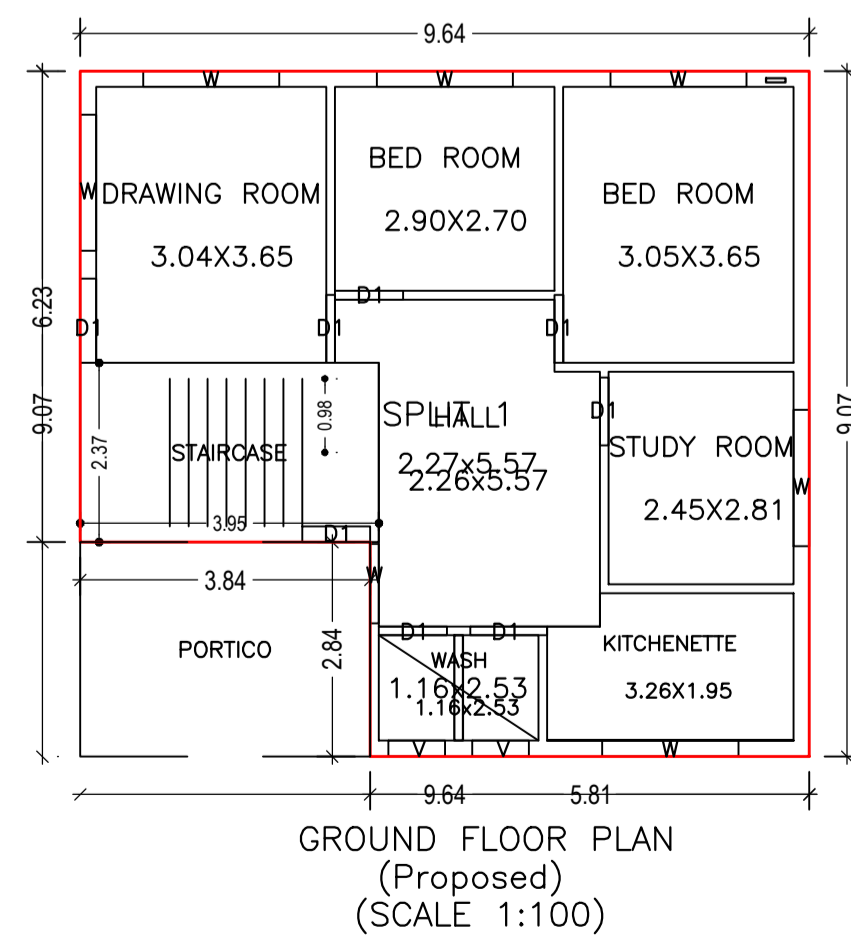 9.64
W W W
W DRAWING ROOM
3.04X3.65
BED ROOM
2.90X2.70
BED ROOM
3.05X3.65
6.23
9.07
9.07
D1
D1
D1
D1
D1
2.37
STAIRCASE
0.98
3.95
D1
SPLIT 1
HALL
2.27x5.57
2.26x5.57
STUDY ROOM
2.45X2.81
W
3.84
W
2.84
PORTICO
D1 D1
WASH
1.16x2.53
1.16x2.53
KITCHENETTE
3.26X1.95
V V W
9.64 5.81
GROUND FLOOR PLAN
(Proposed)
(SCALE 1:100)